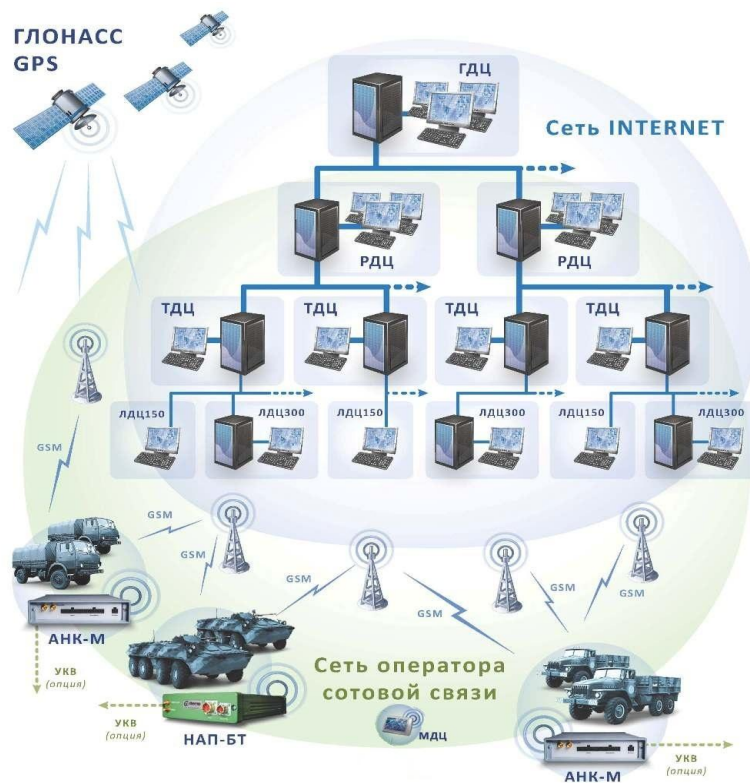 ГЛОНАСС
GPS
ГДЦ
Сеть INTERNET
РДЦ
РДЦ
ТДЦ
ТДЦ
ТДЦ
ТДЦ
ЛДЦ150
ЛДЦ300
ЛДЦ150
ЛДЦ300
ЛДЦ150
ЛДЦ300
GSM
GSM
GSM
GSM
GSM
GSM
GSM
АНК-М
УКВ
(опция)
Сеть оператора
сотовой связи
УКВ
(опция)
НАП-БТ
МДЦ
УКВ
(опция)
АНК-М